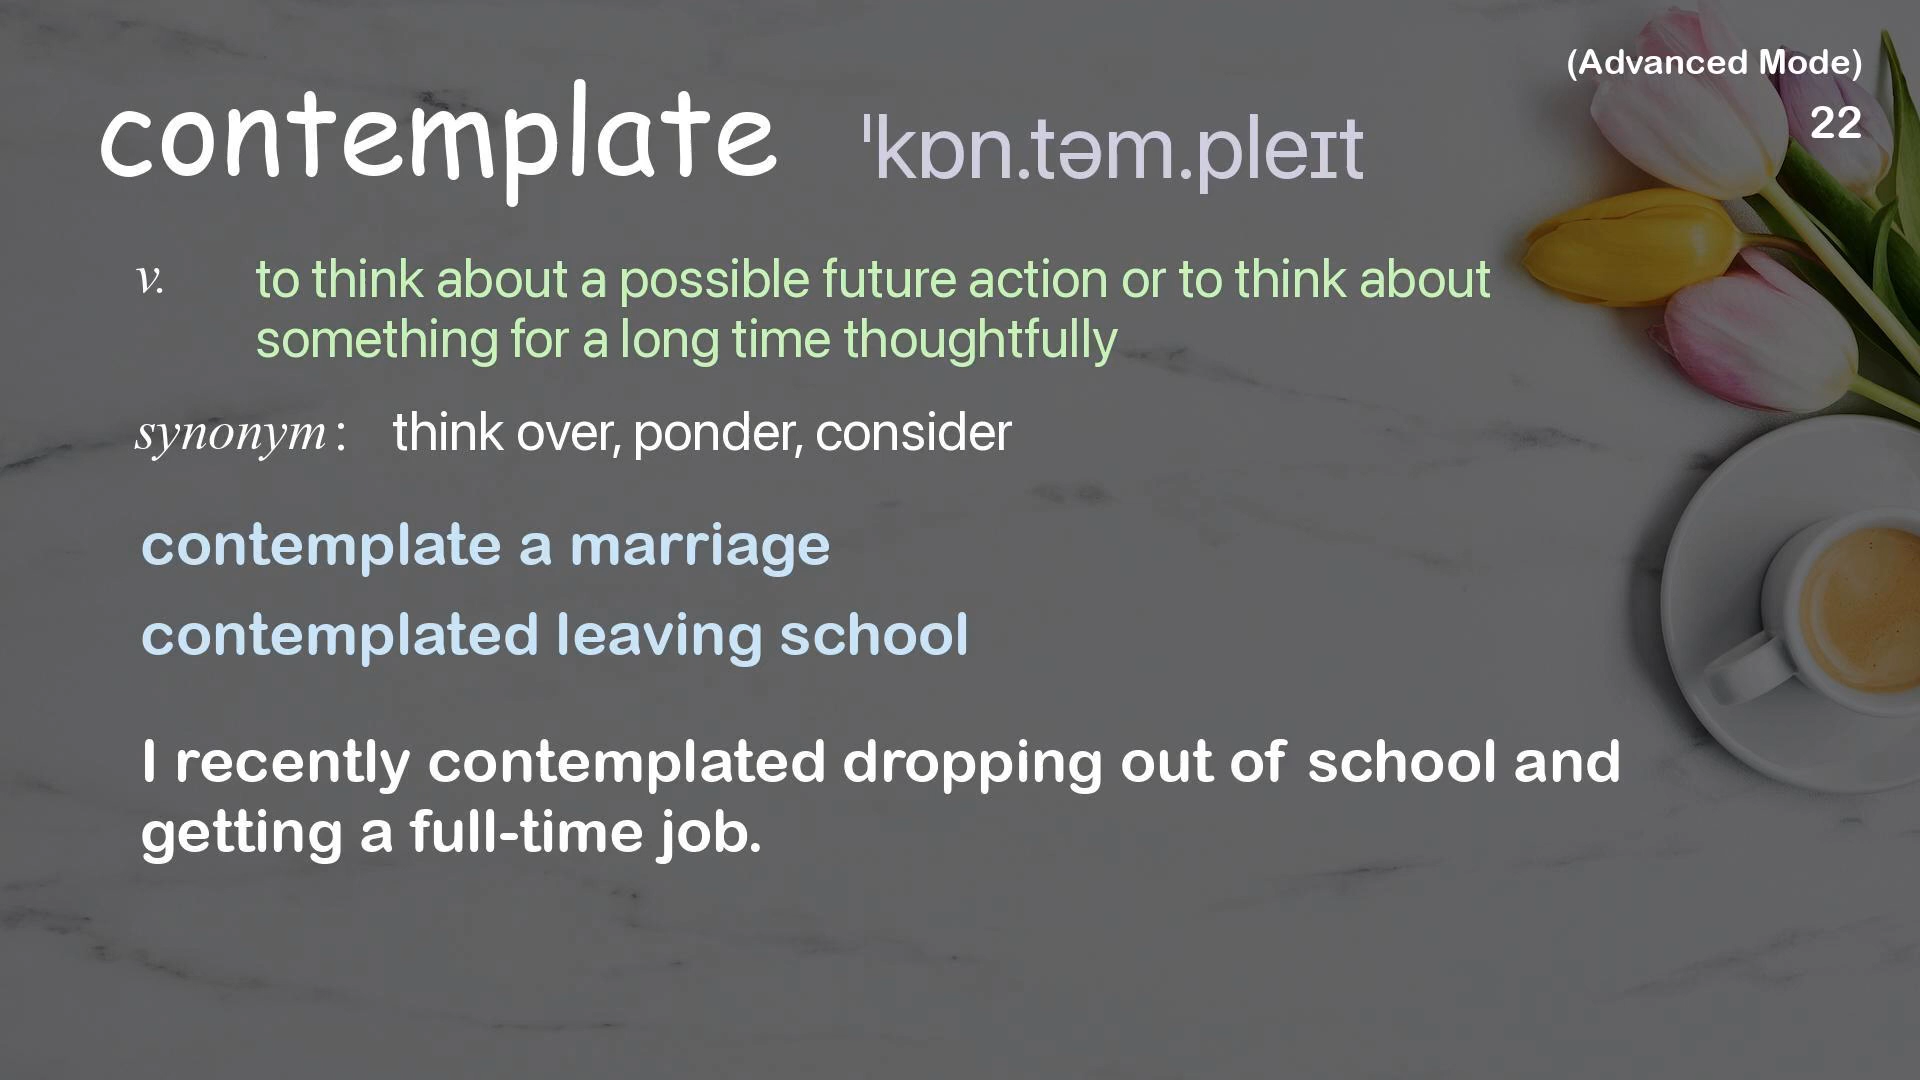 (Advanced Mode)
contemplate ˈkɒn.təm.pleɪt
22
v. to think about a possible future action or to think about
something for a long time thoughtfully
synonym : think over, ponder, consider
contemplate a marriage
contemplated leaving school
I recently contemplated dropping out of school and
getting a full-time job.